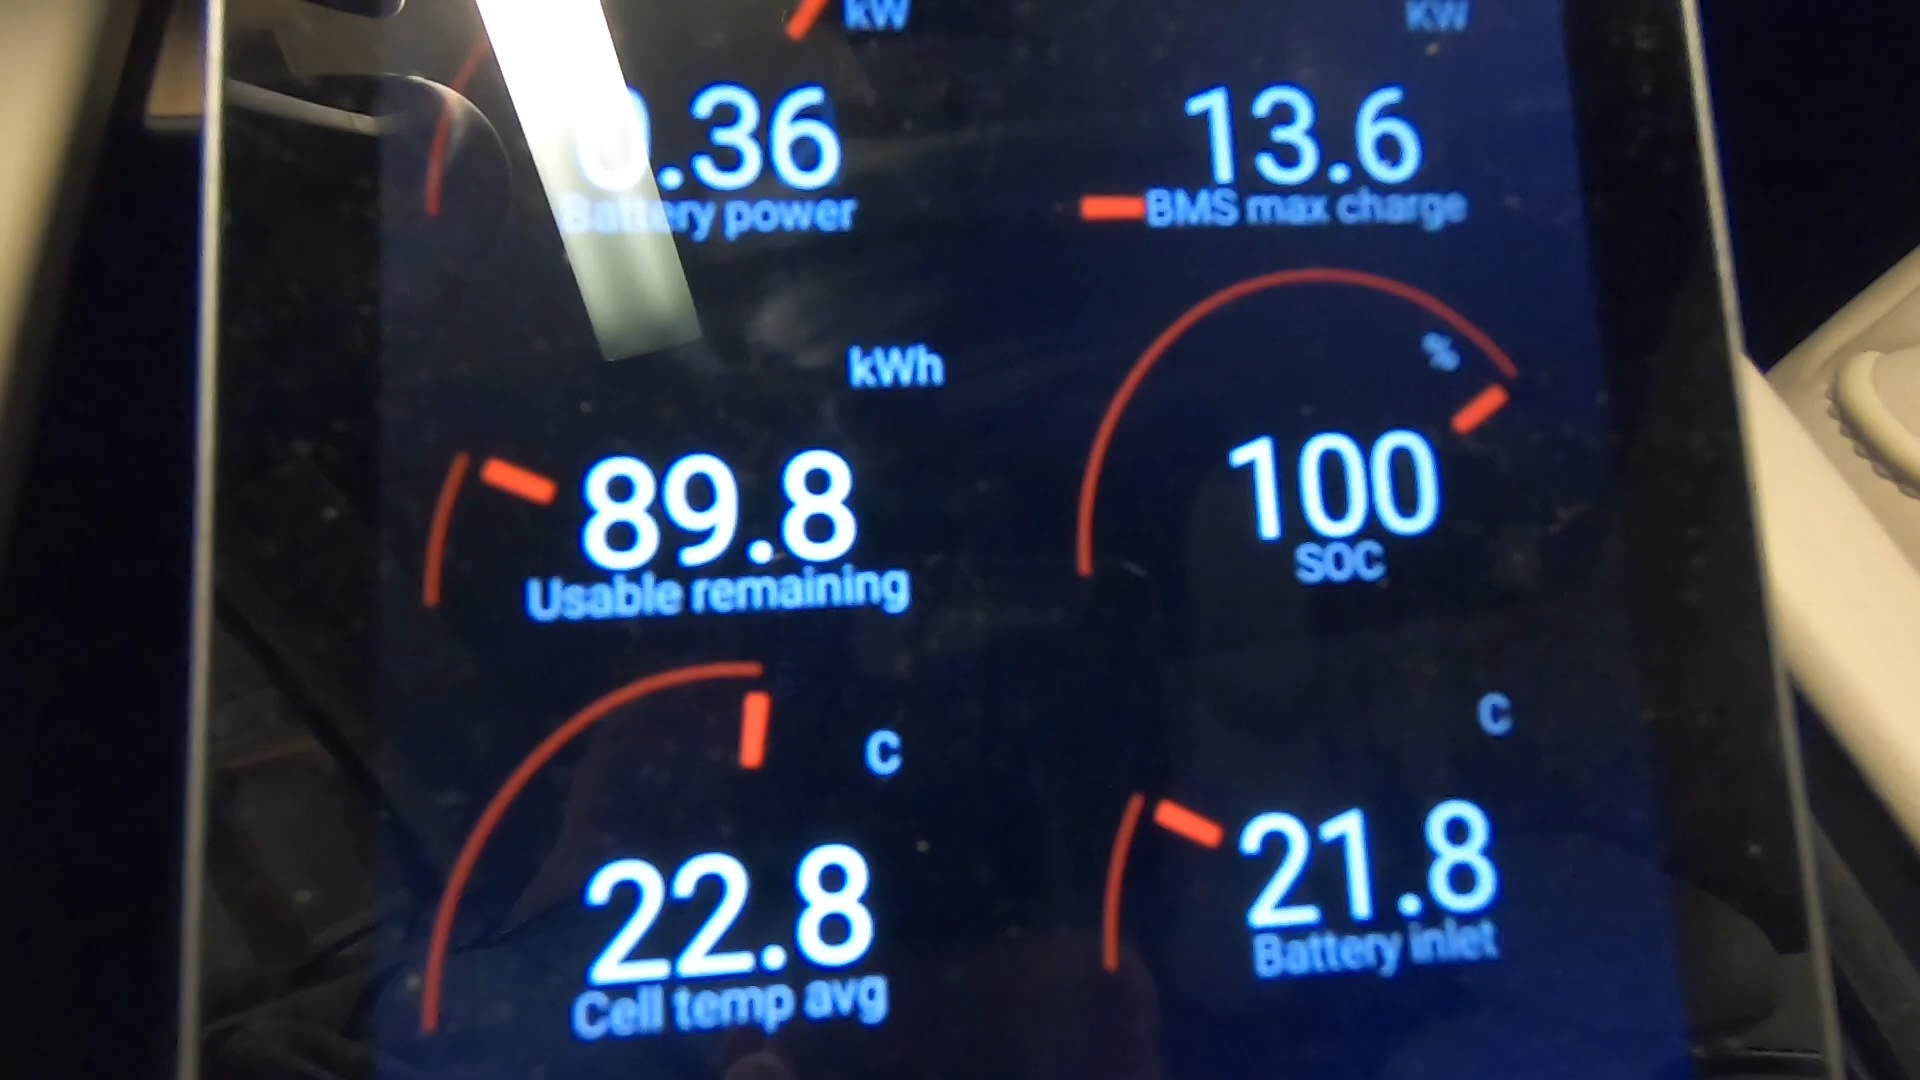 kW
KW
0.36
13.6
Battery power
BMS max charge
kWh
%
89.8
100
Usable remaining
SOC
C
C
22.8
21.8
Cell temp avg
Battery inlet